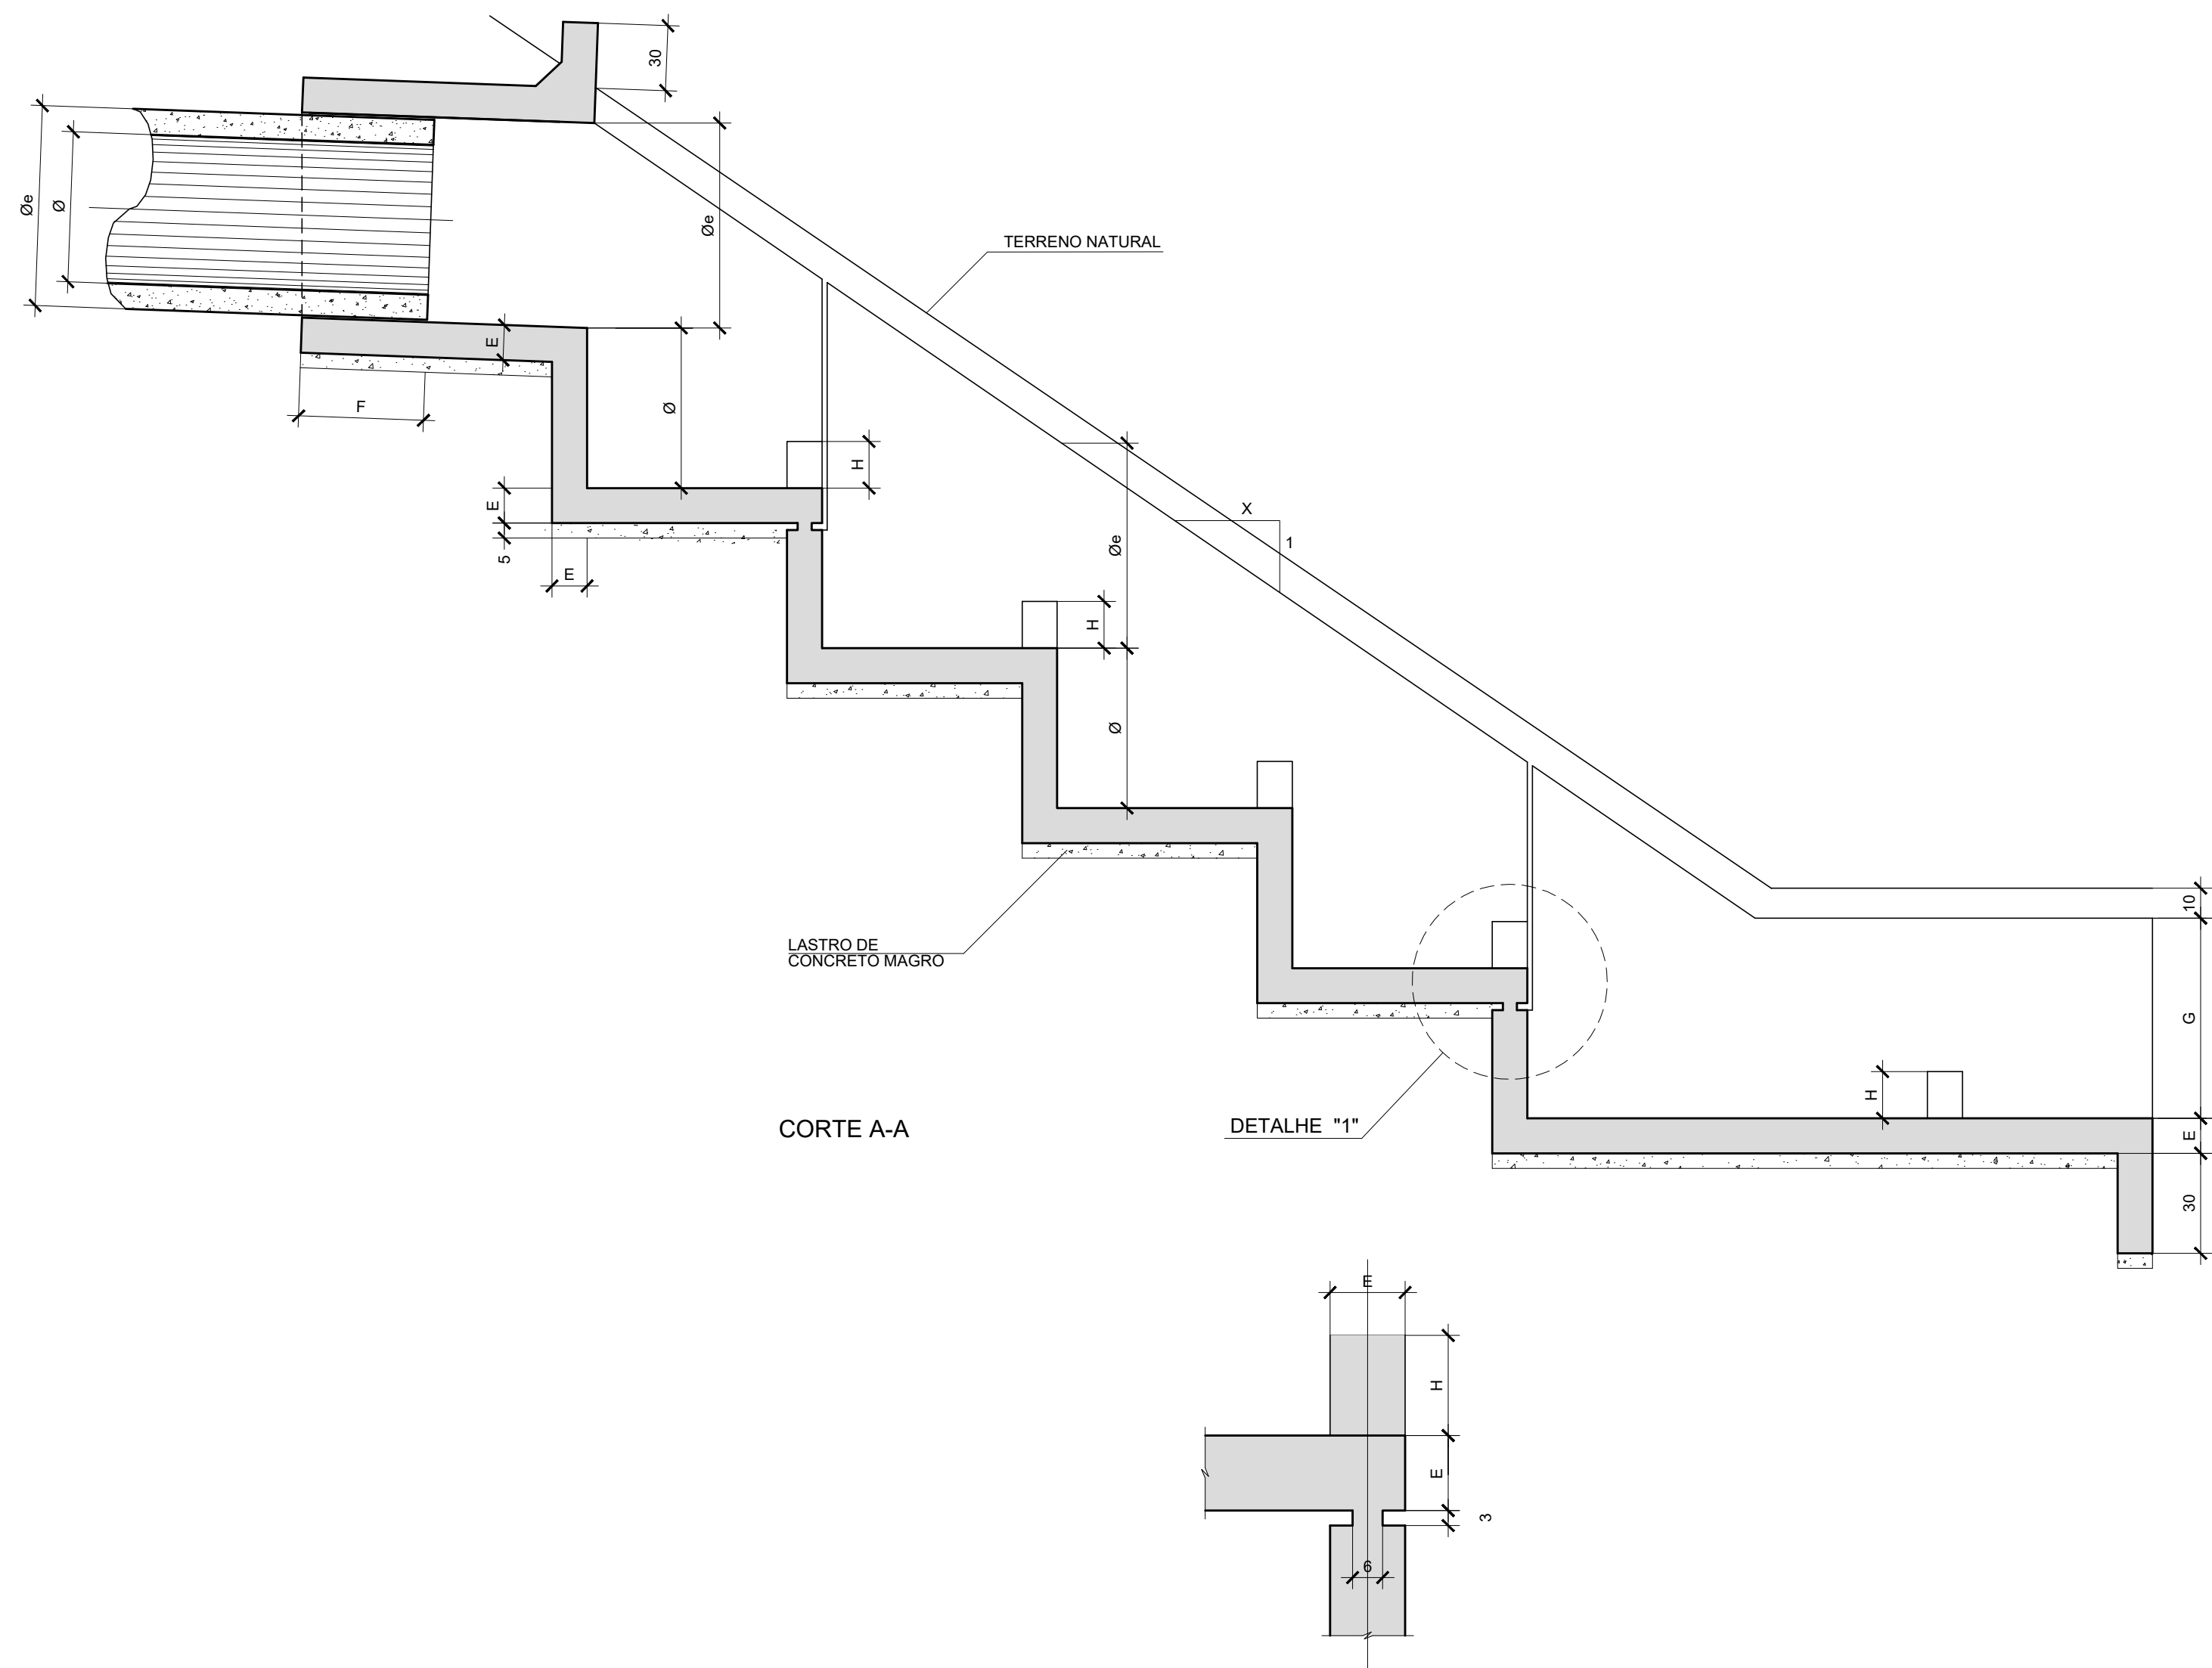 30
Øe
Ø
Øe
TERRENO NATURAL
E
F
Ø
H
E
5
E
X
1
Øe
H
Ø
LASTRO DE
CONCRETO MAGRO
10
G
H
E
30
CORTE A-A
DETALHE "1"
E
H
E
3
6